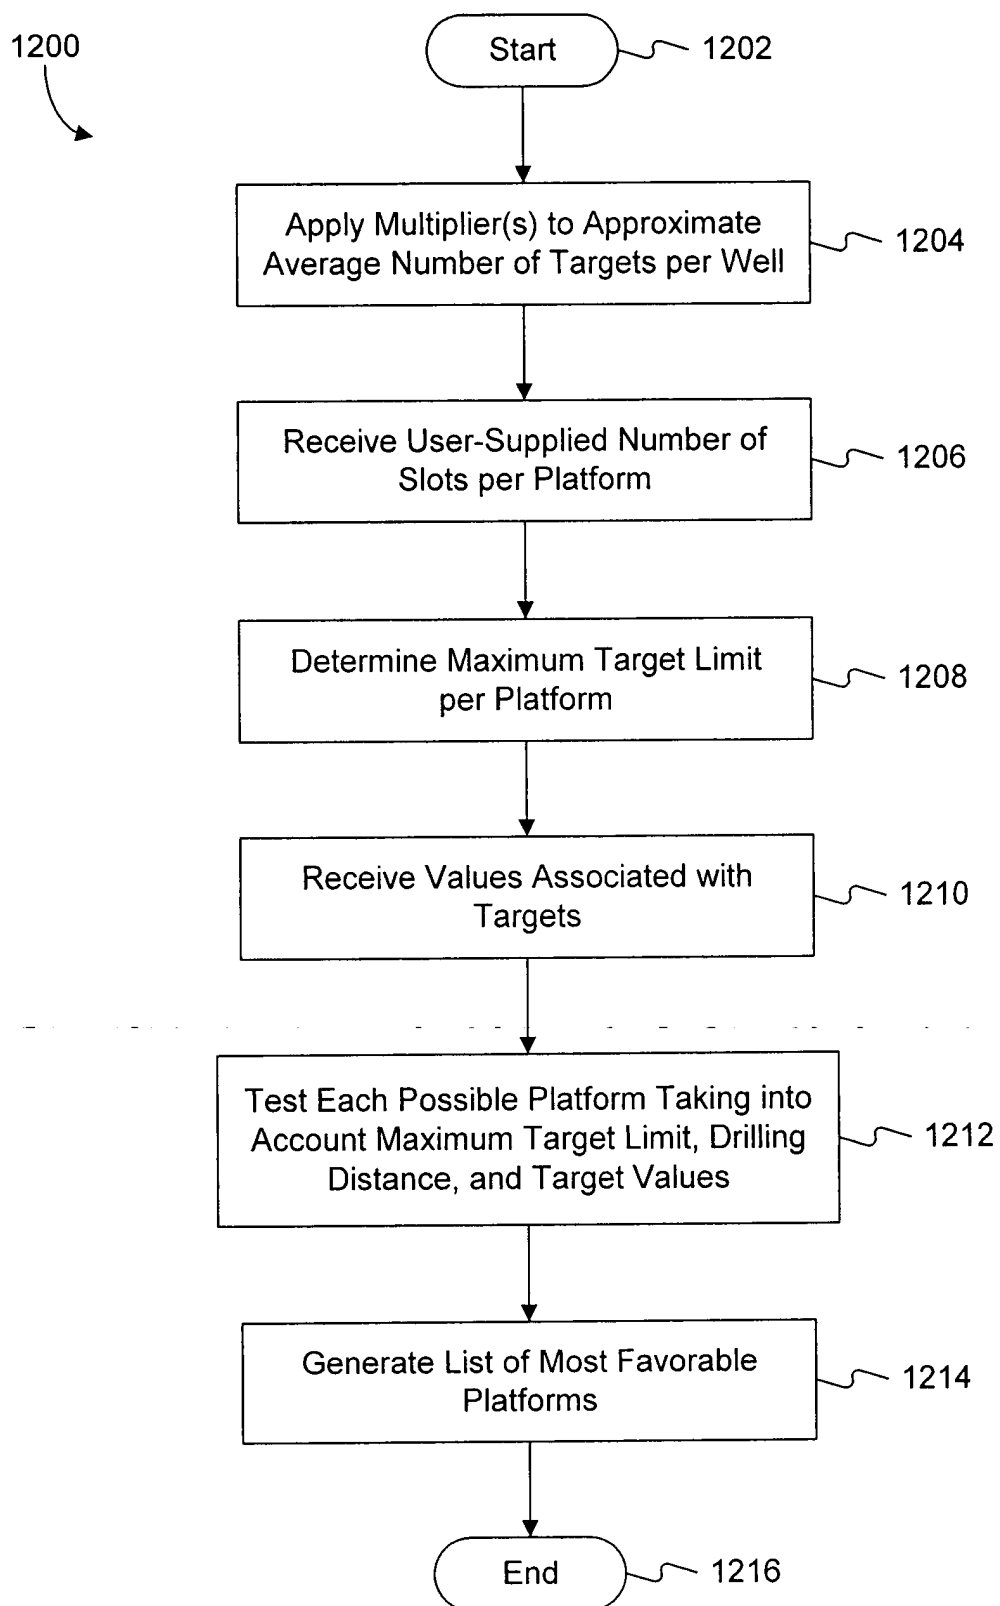 1200
Start
1202
Apply Multiplier(s) to Approximate
Average Number of Targets per Well
1204
Receive User-Supplied Number of
Slots per Platform
1206
Determine Maximum Target Limit
per Platform
1208
Receive Values Associated with
Targets
1210
Test Each Possible Platform Taking into
Account Maximum Target Limit, Drilling
Distance, and Target Values
1212
Generate List of Most Favorable
Platforms
1214
End
1216